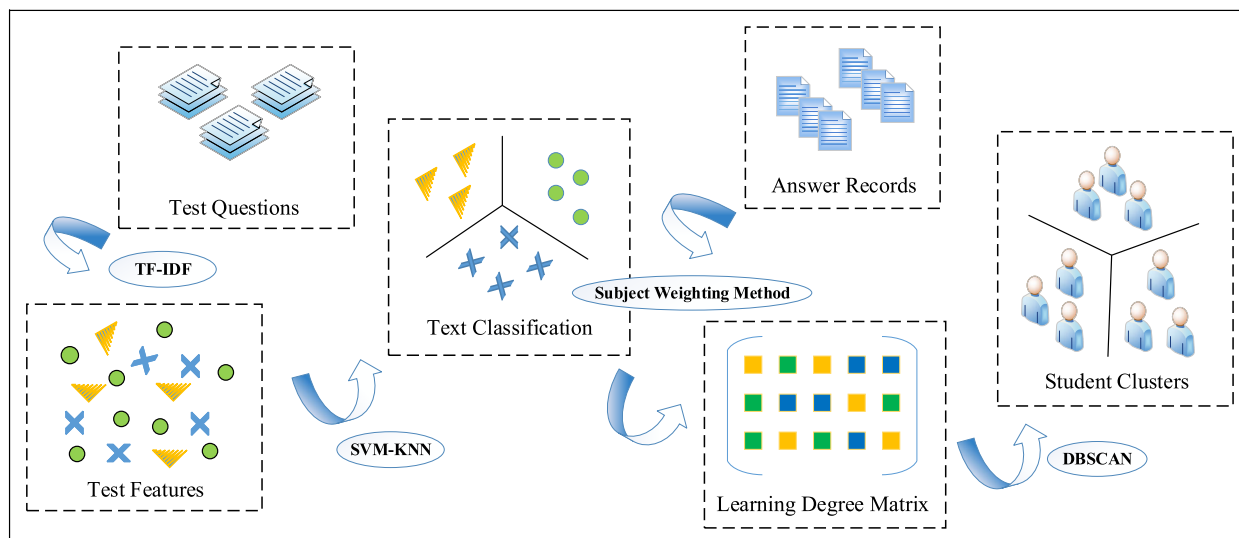 Test Questions
TF-IDF
Test Features
SVM-KNN
Text Classification
Subject Weighting Method
Answer Records
Learning Degree Matrix
DBSCAN
Student Clusters